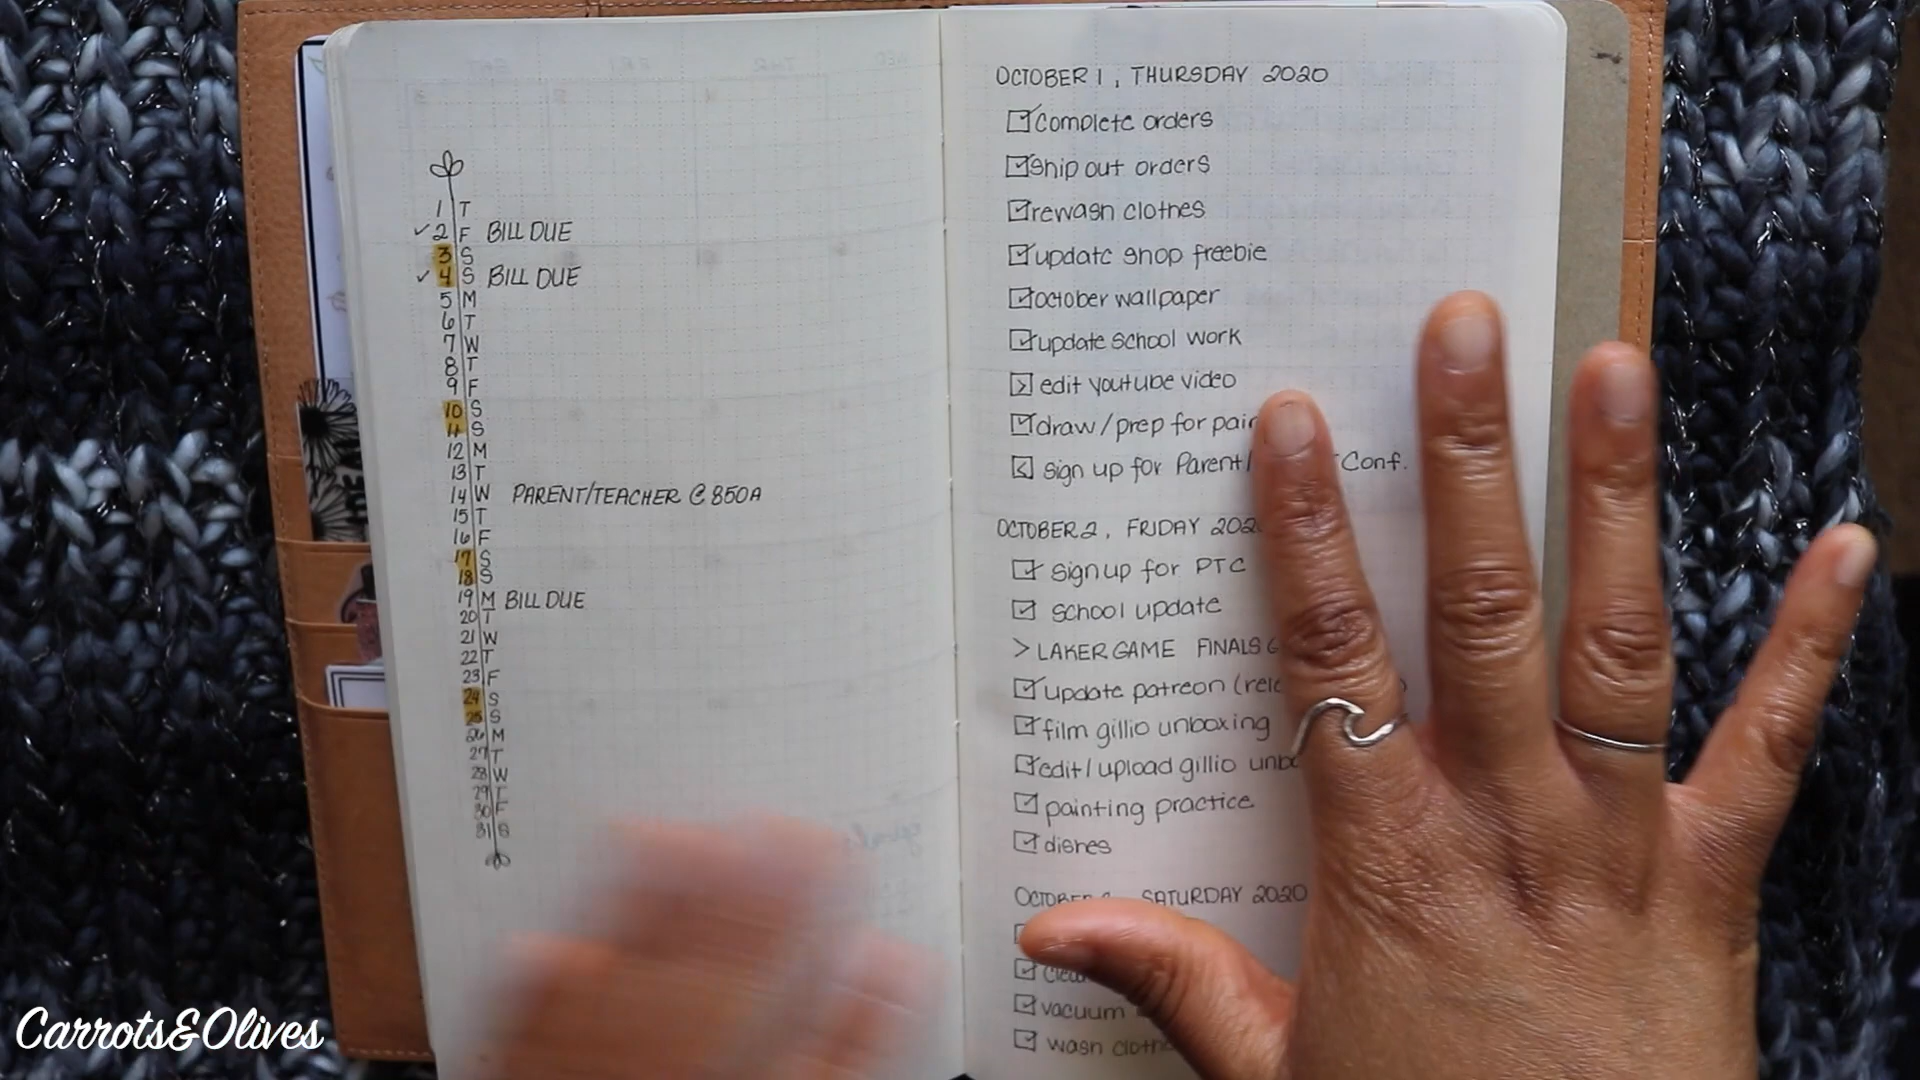 1 T
✓ 2 F BILL DUE
3 S
✓ 4 S BILL DUE
5 M
6 T
7 W
8 T
9 F
10 S
11 S
12 M
13 T
14 W PARENT/TEACHER @ 850A
15 T
16 F
17 S
18 S
19 M BILL DUE
20 T
21 W
22 T
23 F
24 S
25 S
26 M
27 T
28 W
29 T
30 F
31 S
OCTOBER 1, THURSDAY 2020
Complete orders
ship out orders
rewash clothes
update shop freebie
october wallpaper
update school work
edit youtube video
draw/prep for
sign up for Parent/ Conf.
OCTOBER 2, FRIDAY
sign up for PTC
school update
> LAKER GAME FINALS
update patreon
film gillio unboxing
edit/upload gillio
painting practice
dishes
SATURDAY 2020
vacuum
wash
Carrots&Olives